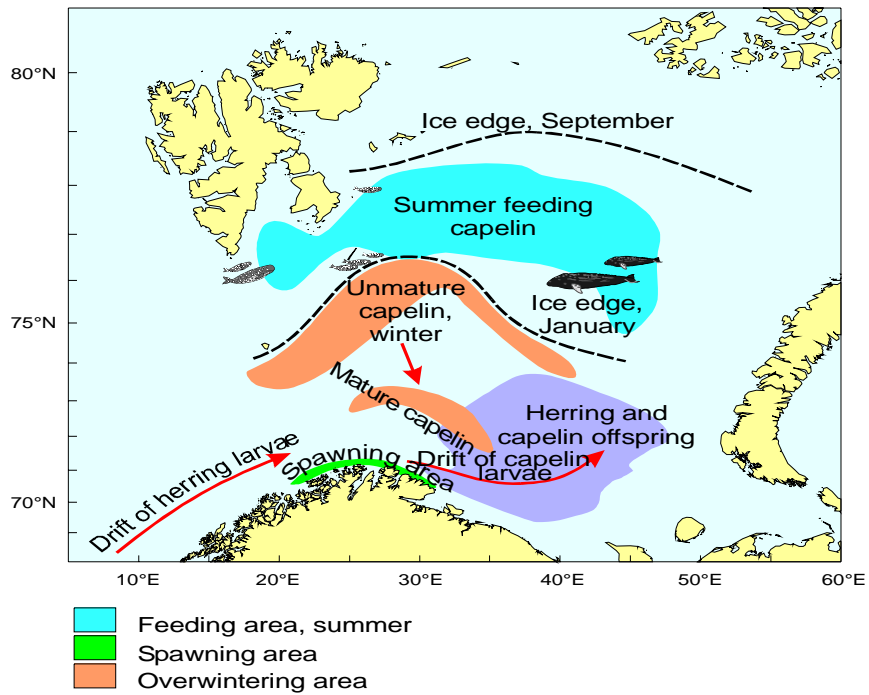 80°N
Ice edge, September
Summer feeding
capelin
Unmature
capelin,
winter
Ice edge,
January
75°N
Mature capelin
Herring and
capelin offspring
Drift of capelin
larvae
Spawning area
Drift of herring larvae
70°N
10°E
20°E
30°E
40°E
50°E
60°E
Feeding area, summer
Spawning area
Overwintering area